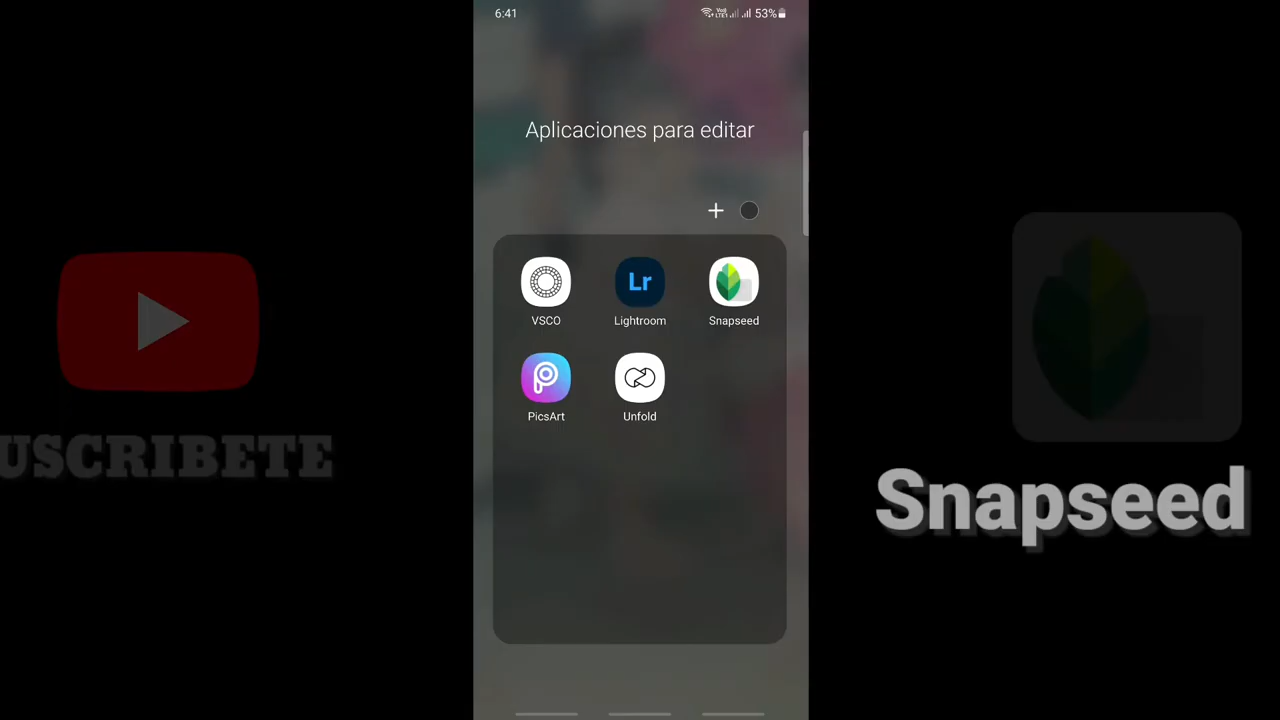 6:41
53%
Aplicaciones para editar
Lr
VSCO
Lightroom
Snapseed
PicsArt
Unfold
USCRIBETE
Snapseed